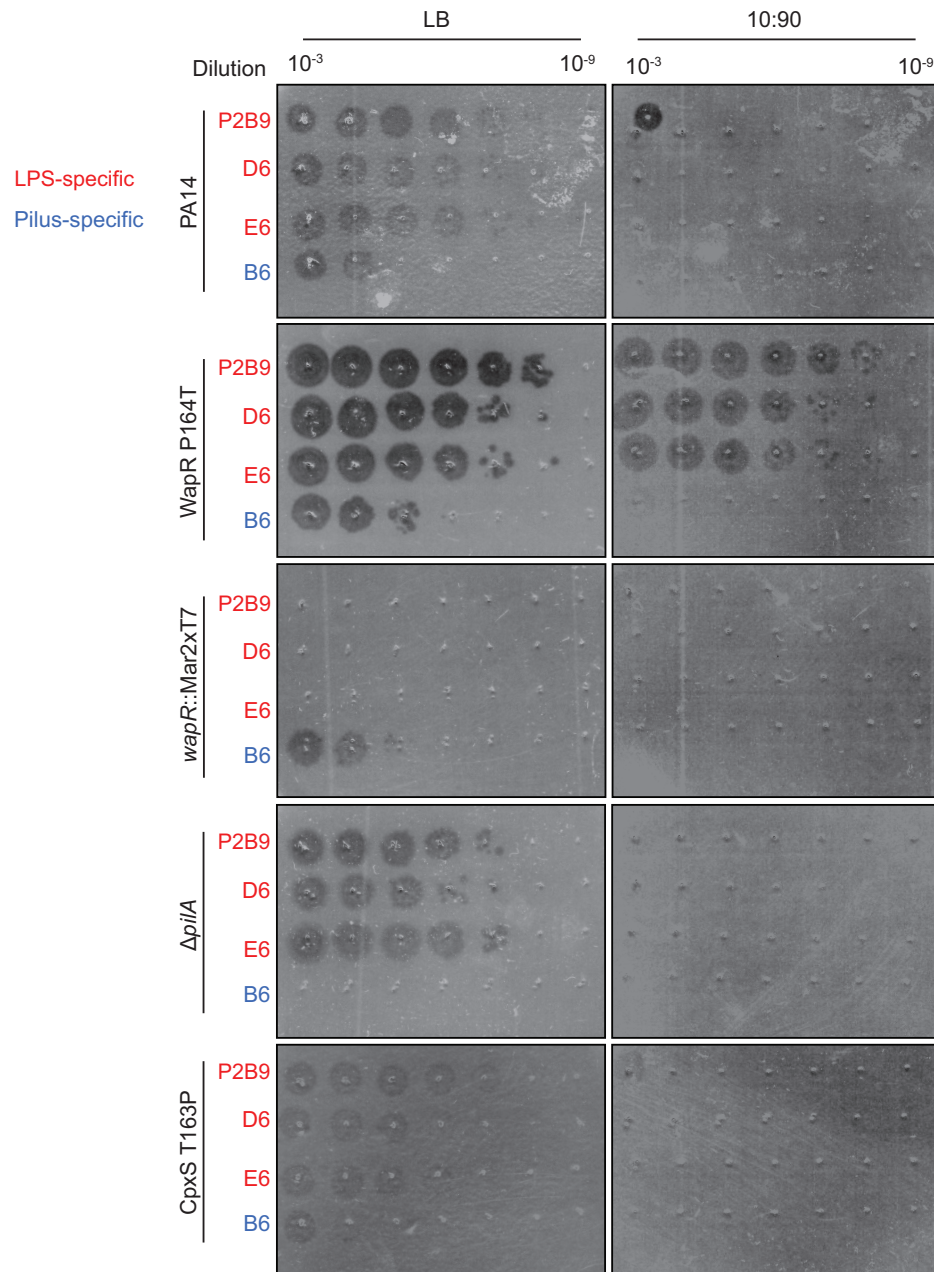 LB
10:90
Dilution
10⁻³
10⁻⁹
10⁻³
10⁻⁹
LPS-specific
Pilus-specific
PA14
P2B9
D6
E6
B6
WapR P164T
P2B9
D6
E6
B6
wapR::Mar2xT7
P2B9
D6
E6
B6
ΔpilA
P2B9
D6
E6
B6
CpxS T163P
P2B9
D6
E6
B6